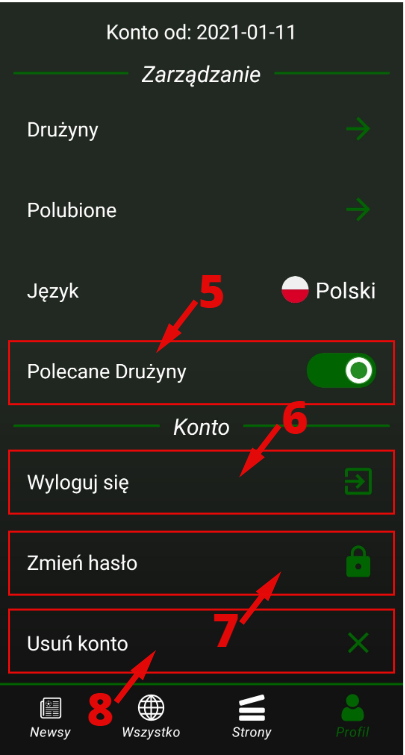 Konto od: 2021-01-11
Zarządzanie
Drużyny
Polubione
Język Polski
5
Polecane Drużyny
Konto
6
Wyloguj się
Zmień hasło
7
Usuń konto
8
Newsy Wszystko Strony Profil